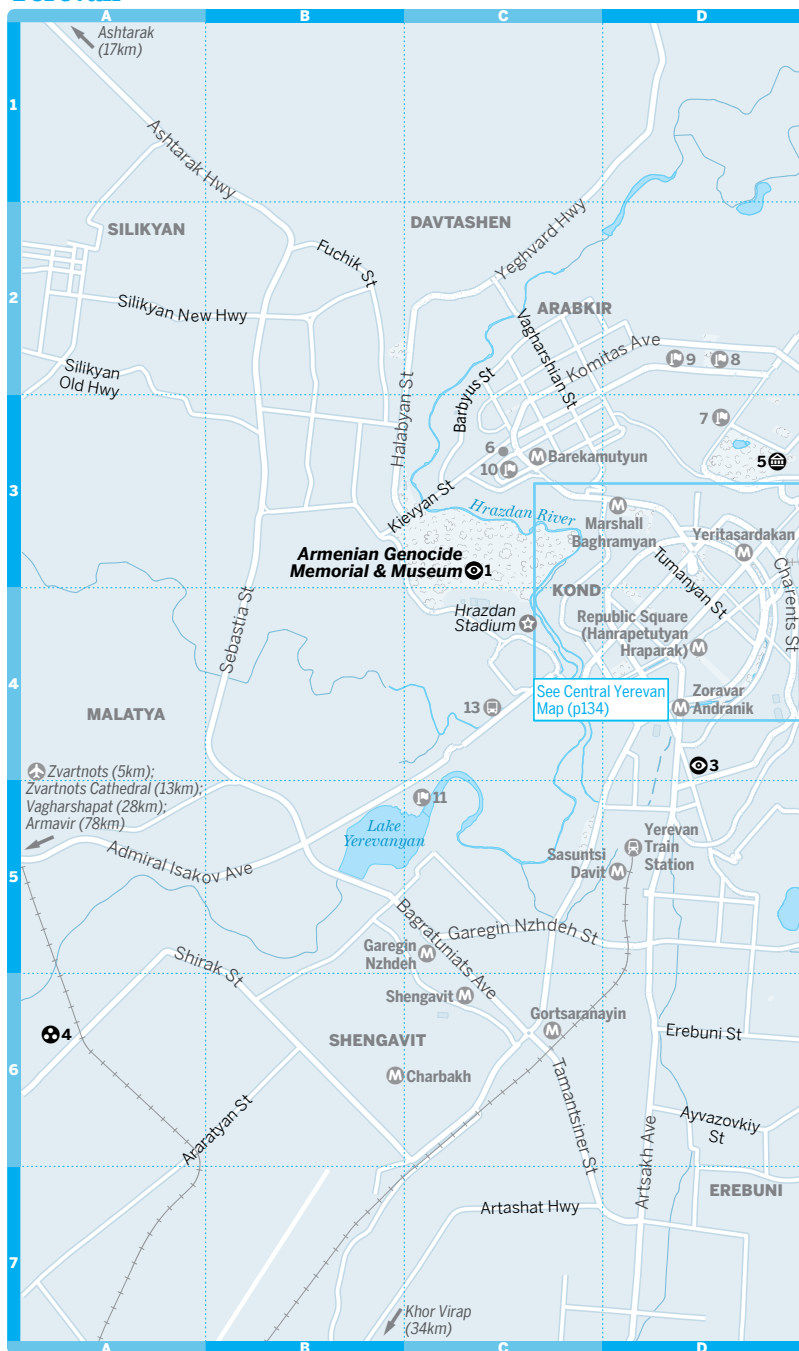 A
B
C
D
Ashtarak
(17km)
1
Ashtarak Hwy
SILIKYAN
DAVTASHEN
Yeghvard Hwy
Fuchik St
2
ARABKIR
Silikyan New Hwy
Vagharshian St
Komitas Ave
9
8
Silikyan
Old Hwy
Barbyus St
Halabyan St
7
6
Barekamutyun
5
10
3
Kievyan St
Hrazdan River
Marshall
Baghramyan
Yeritasardakan
Armenian Genocide
Memorial & Museum
1
Tumanyan St
Charents St
KOND
Sebastia St
Hrazdan
Stadium
Republic Square
(Hanrapetutyan
Hraparak)
4
See Central Yerevan
Map (p134)
Zoravar
Andranik
13
MALATYA
3
Zvartnots (5km);
Zvartnots Cathedral (13km);
Vagharshapat (28km);
Armavir (78km)
11
Lake
Yerevanyan
Yerevan
Train
Station
Admiral Isakov Ave
Sasuntsi
Davit
5
Bagratuniats Ave
Garegin Nzhdeh St
Garegin
Nzhdeh
Shirak St
Shengavit
Gortsaranayin
4
SHENGAVIT
Erebuni St
6
Charbakh
Tamantsiner St
Araratyan St
Ayvazovkiy
St
Artsakh Ave
EREBUNI
Artashat Hwy
7
Khor Virap
(34km)
A
B
C
D